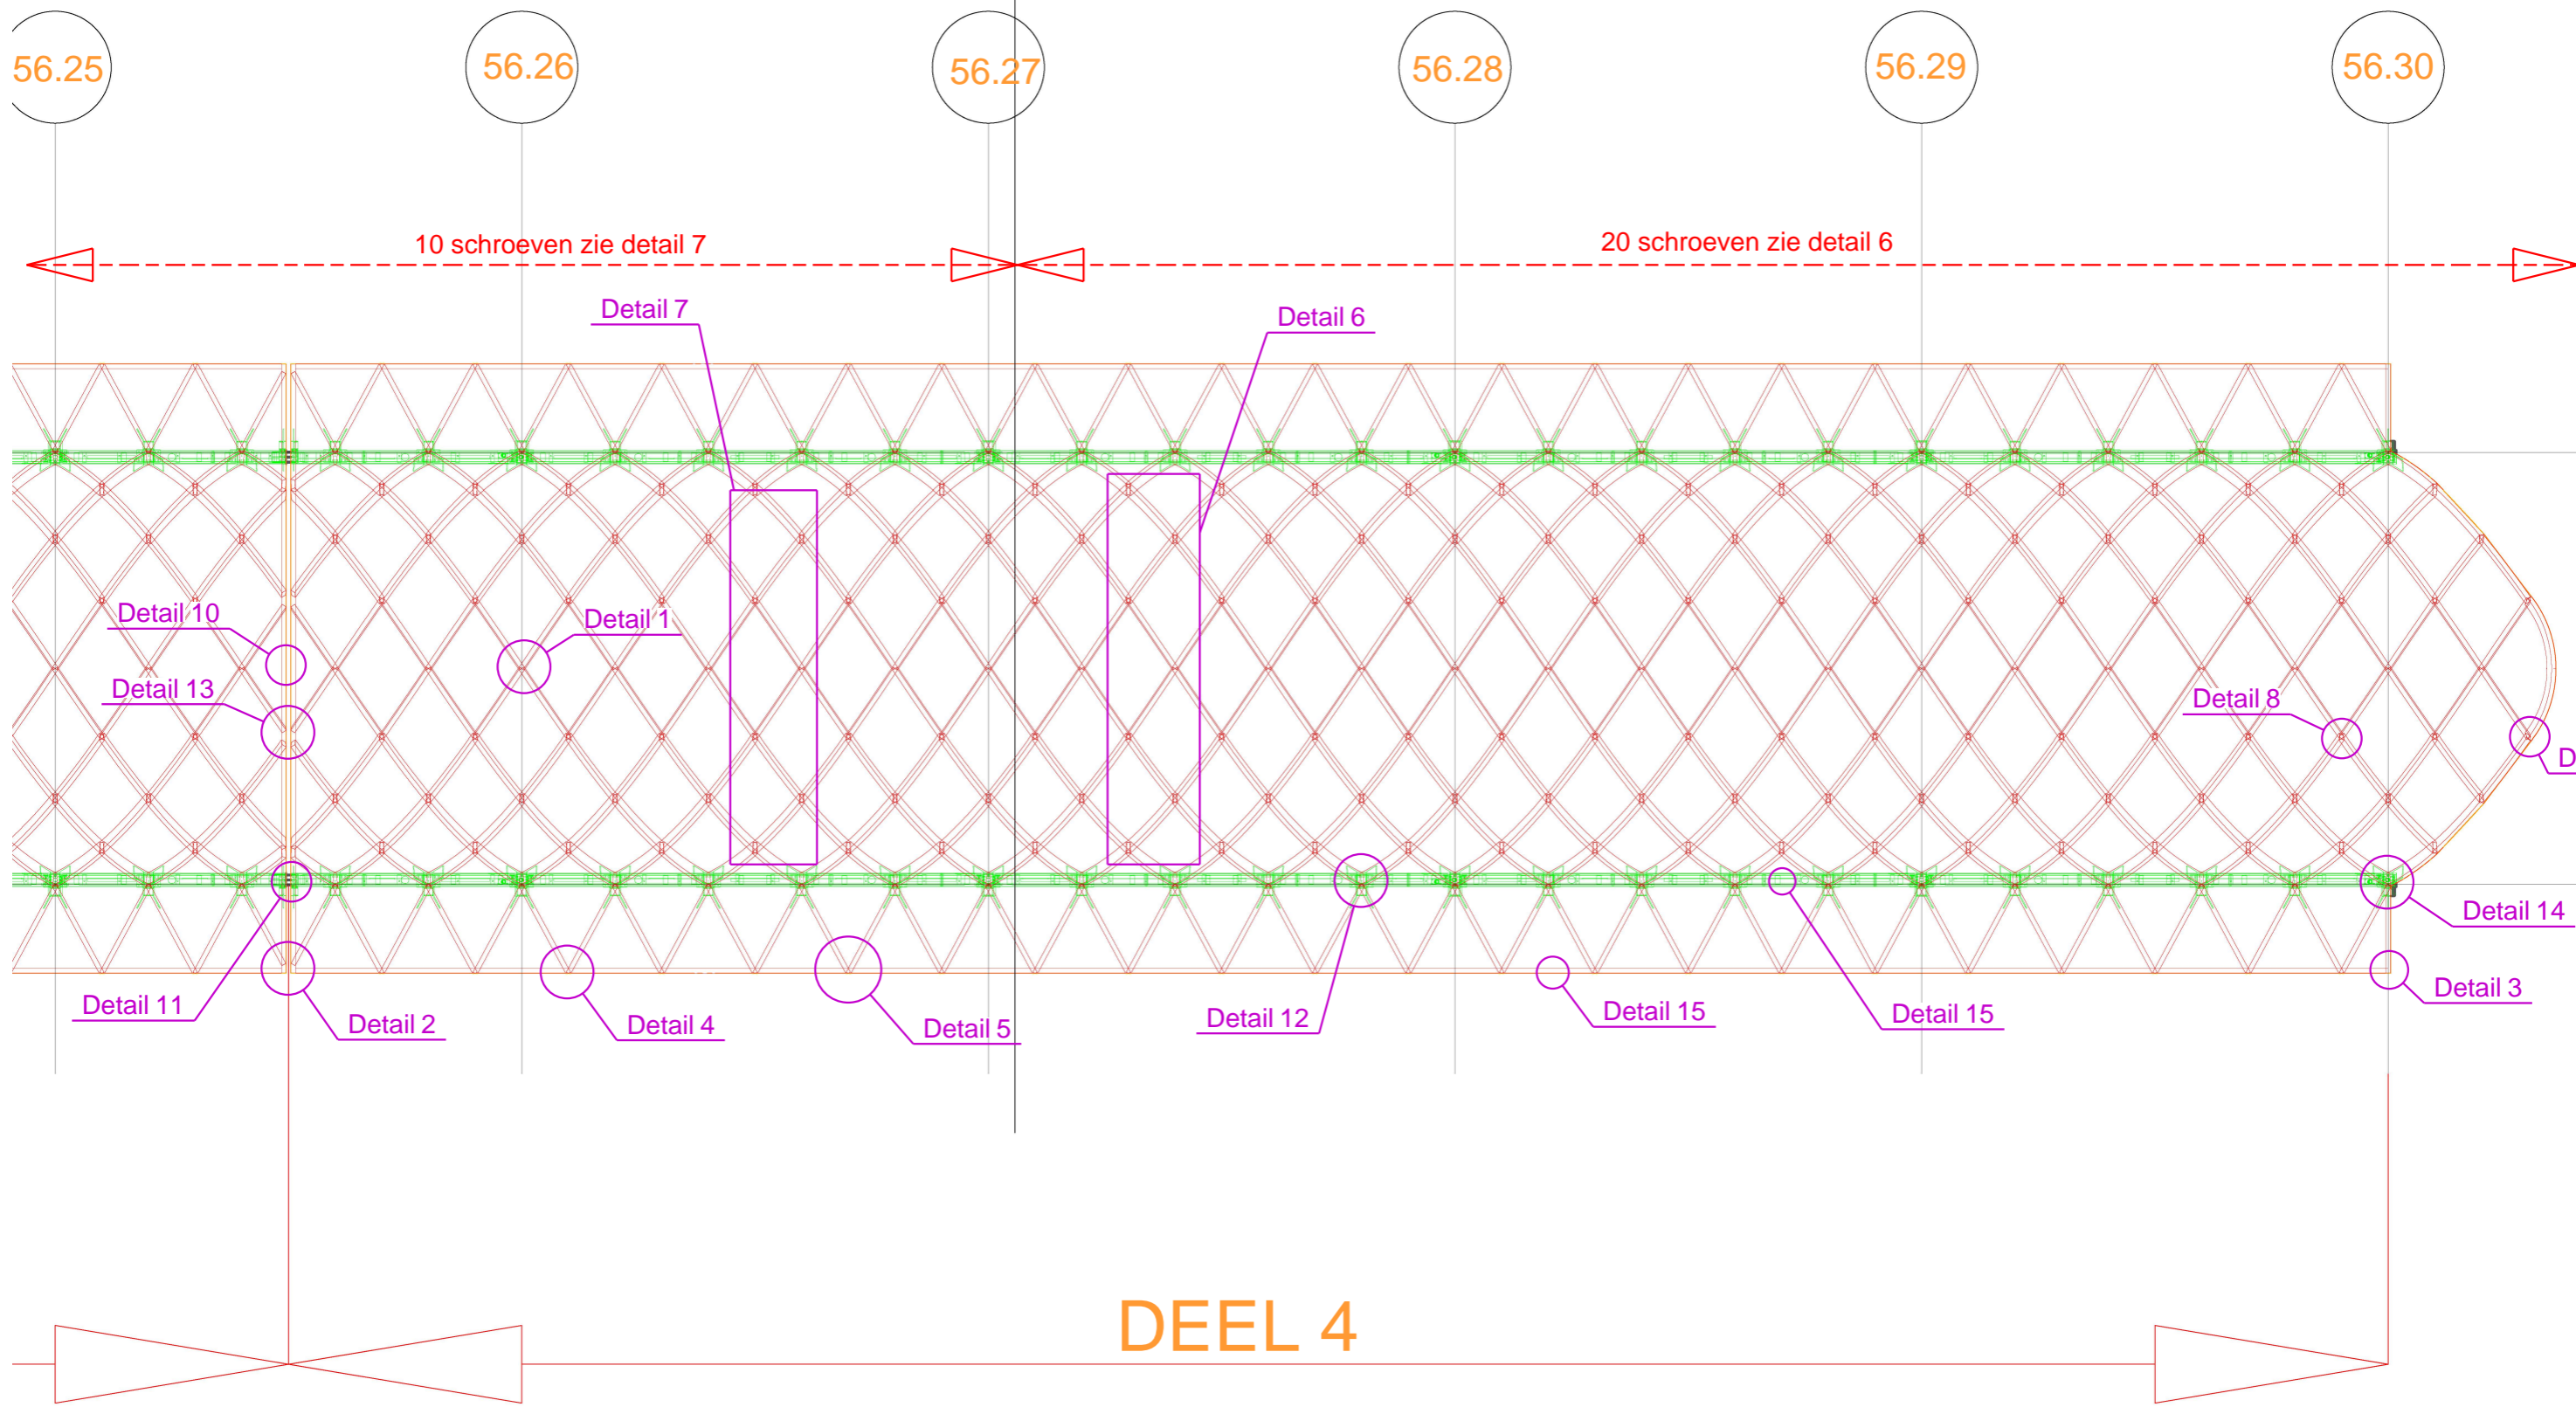 56.25
56.26
56.27
56.28
56.29
56.30
10 schroeven zie detail 7
20 schroeven zie detail 6
Detail 7
Detail 6
Detail 10
Detail 1
Detail 13
Detail 8
D
Detail 14
Detail 11
Detail 2
Detail 4
Detail 5
Detail 12
Detail 15
Detail 15
Detail 3
DEEL 4